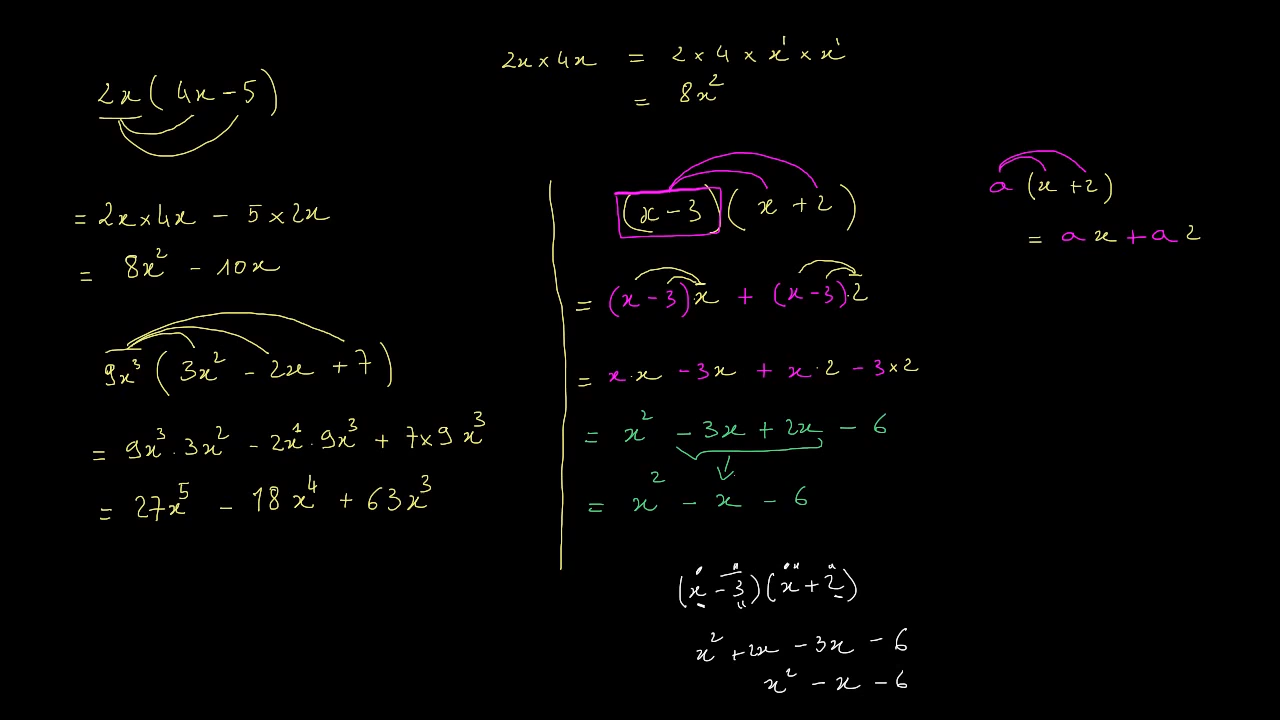 2x(4x-5)
= 2x×4x - 5×2x
= 8x² - 10x
9x³(3x² - 2x + 7)
= 9x³·3x² - 2x¹·9x³ + 7×9x³
= 27x⁵ - 18x⁴ + 63x³
2x×4x = 2×4×x¹×x¹
= 8x²
(x-3)(x+2)
= (x-3)·x + (x-3)·2
= x·x - 3x + x·2 - 3×2
= x² - 3x + 2x - 6
= x² - x - 6
(x-3)(x+2)
x² + 2x - 3x - 6
x² - x - 6
a(x+2)
= ax + a2